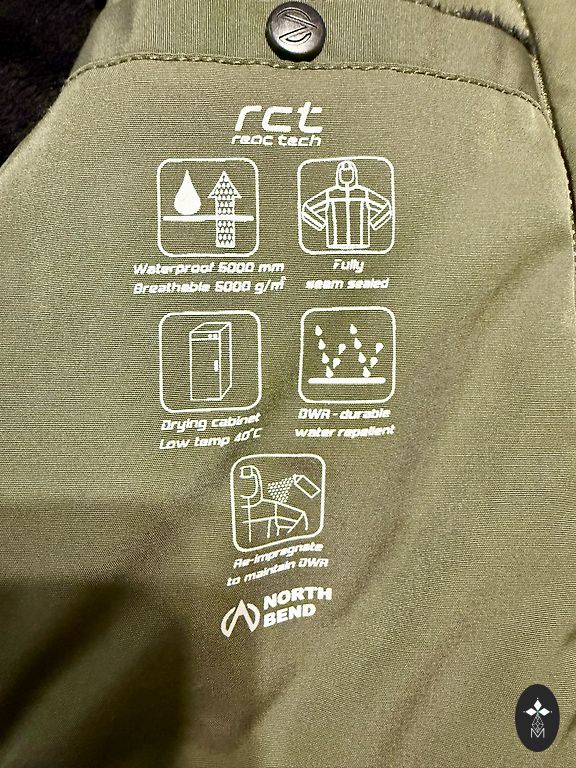 rct
reac tech
Waterproof 5000 mm
Breathable 5000 g/m²
Fully
seam sealed
Drying cabinet
Low temp 40°C
DWR - durable
water repellent
Re-impregnate
to maintain DWR
NORTH
BEND
M